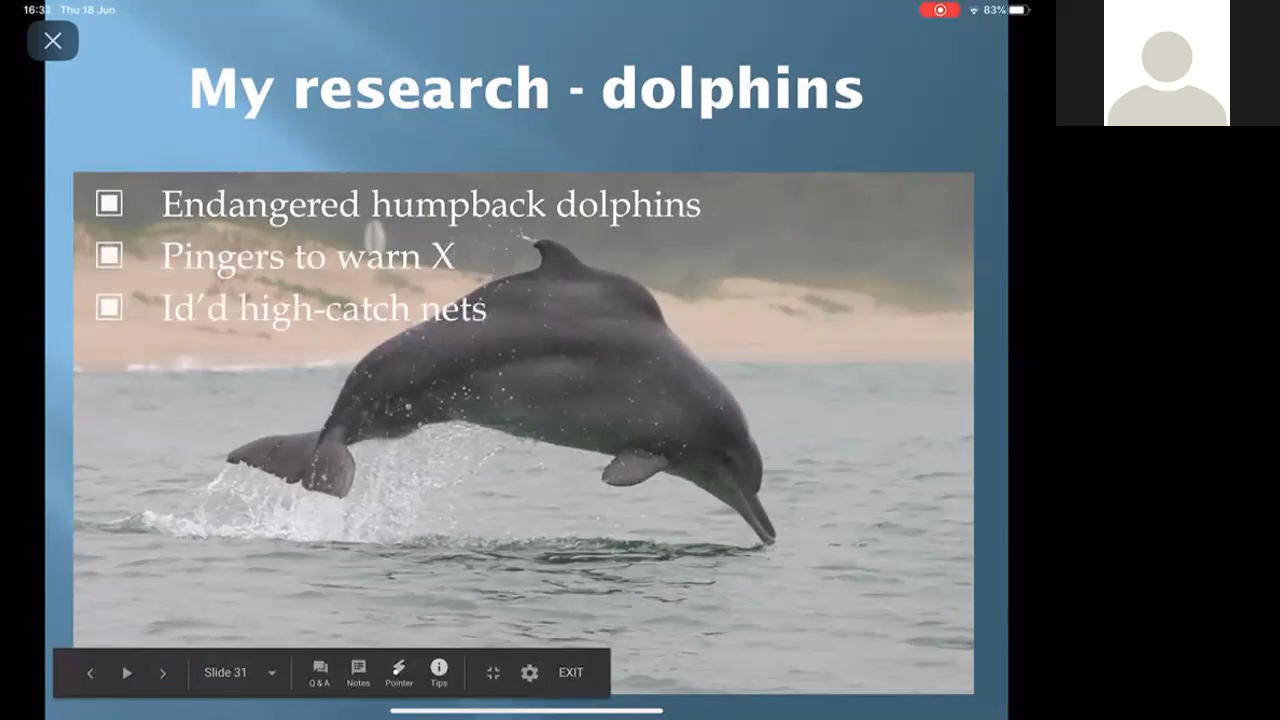 16:32 Thu 18 Jun
83%
My research - dolphins
Endangered humpback dolphins
Pingers to warn X
Id'd high-catch nets
Slide 31
Q & A
Notes
Pointer
Tips
EXIT